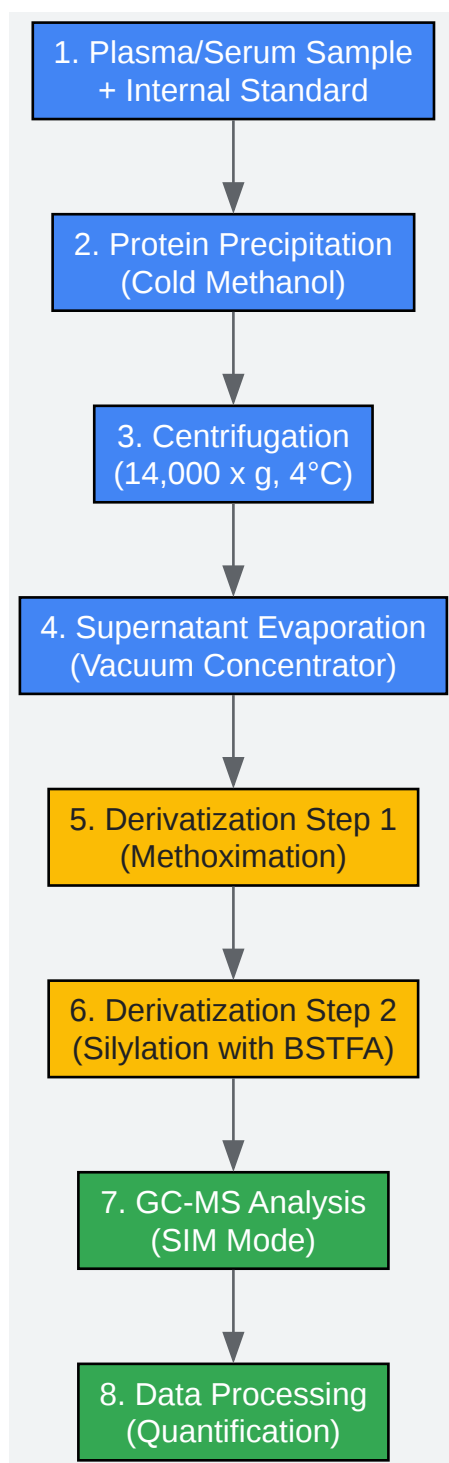 1. Plasma/Serum Sample
+ Internal Standard
2. Protein Precipitation
(Cold Methanol)
3. Centrifugation
(14,000 x g, 4°C)
4. Supernatant Evaporation
(Vacuum Concentrator)
5. Derivatization Step 1
(Methoximation)
6. Derivatization Step 2
(Silylation with BSTFA)
7. GC-MS Analysis
(SIM Mode)
8. Data Processing
(Quantification)